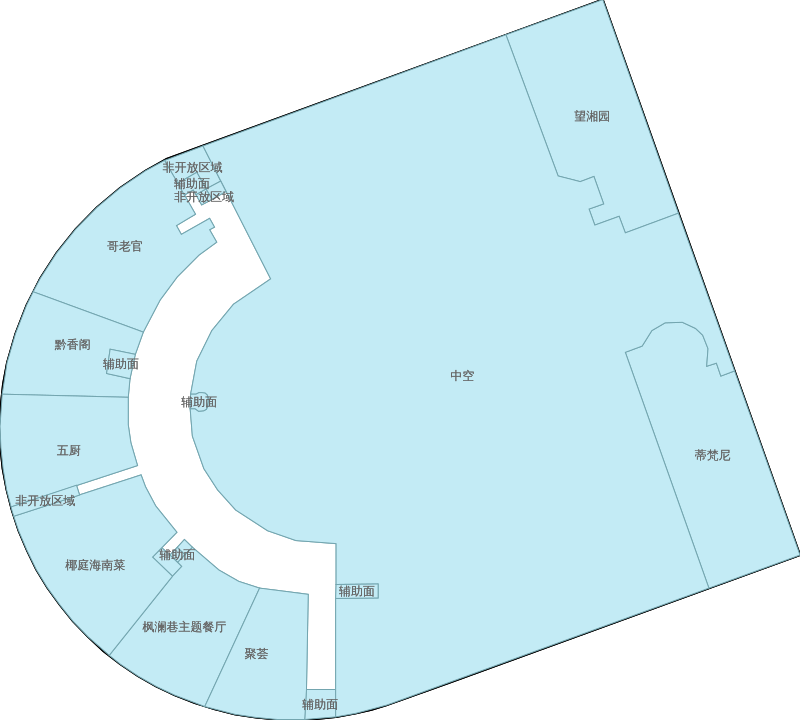 望湘园
非开放区域
辅助面
非开放区域
哥老官
黔香阁
辅助面
中空
辅助面
五厨
蒂梵尼
非开放区域
辅助面
椰庭海南菜
辅助面
枫澜巷主题餐厅
聚荟
辅助面